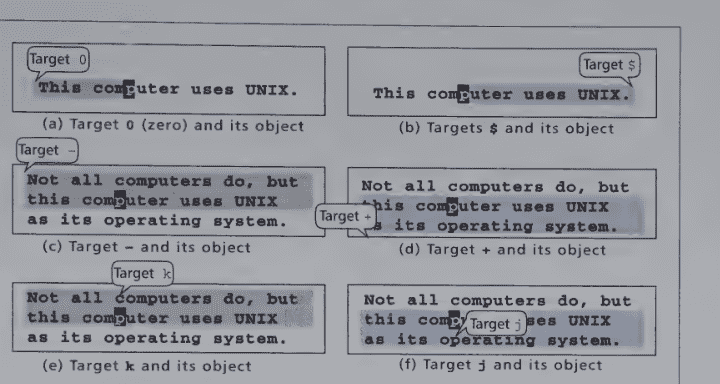 Target 0
This computer uses UNIX.
(a) Target 0 (zero) and its object
Target $
This computer uses UNIX.
(b) Targets $ and its object
Target −
Not all computers do, but
this computer uses UNIX
as its operating system.
(c) Target − and its object
Not all computers do, but
this computer uses UNIX
Target +
s its operating system.
(d) Target + and its object
Target k
Not all computers do, but
this computer uses UNIX
as its operating system.
(e) Target k and its object
Not all computers do, but
this comp Target j ses UNIX
as its operating system.
(f) Target j and its object